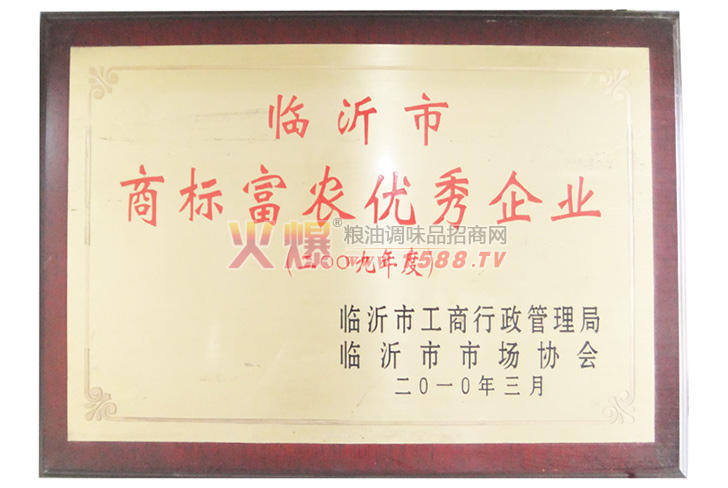 临沂市
商标富农优秀企业
火爆®粮油调味品招商网
www.1588.TV
(二〇〇九年度)
临沂市工商行政管理局
临沂市市场协会
二〇一〇年三月